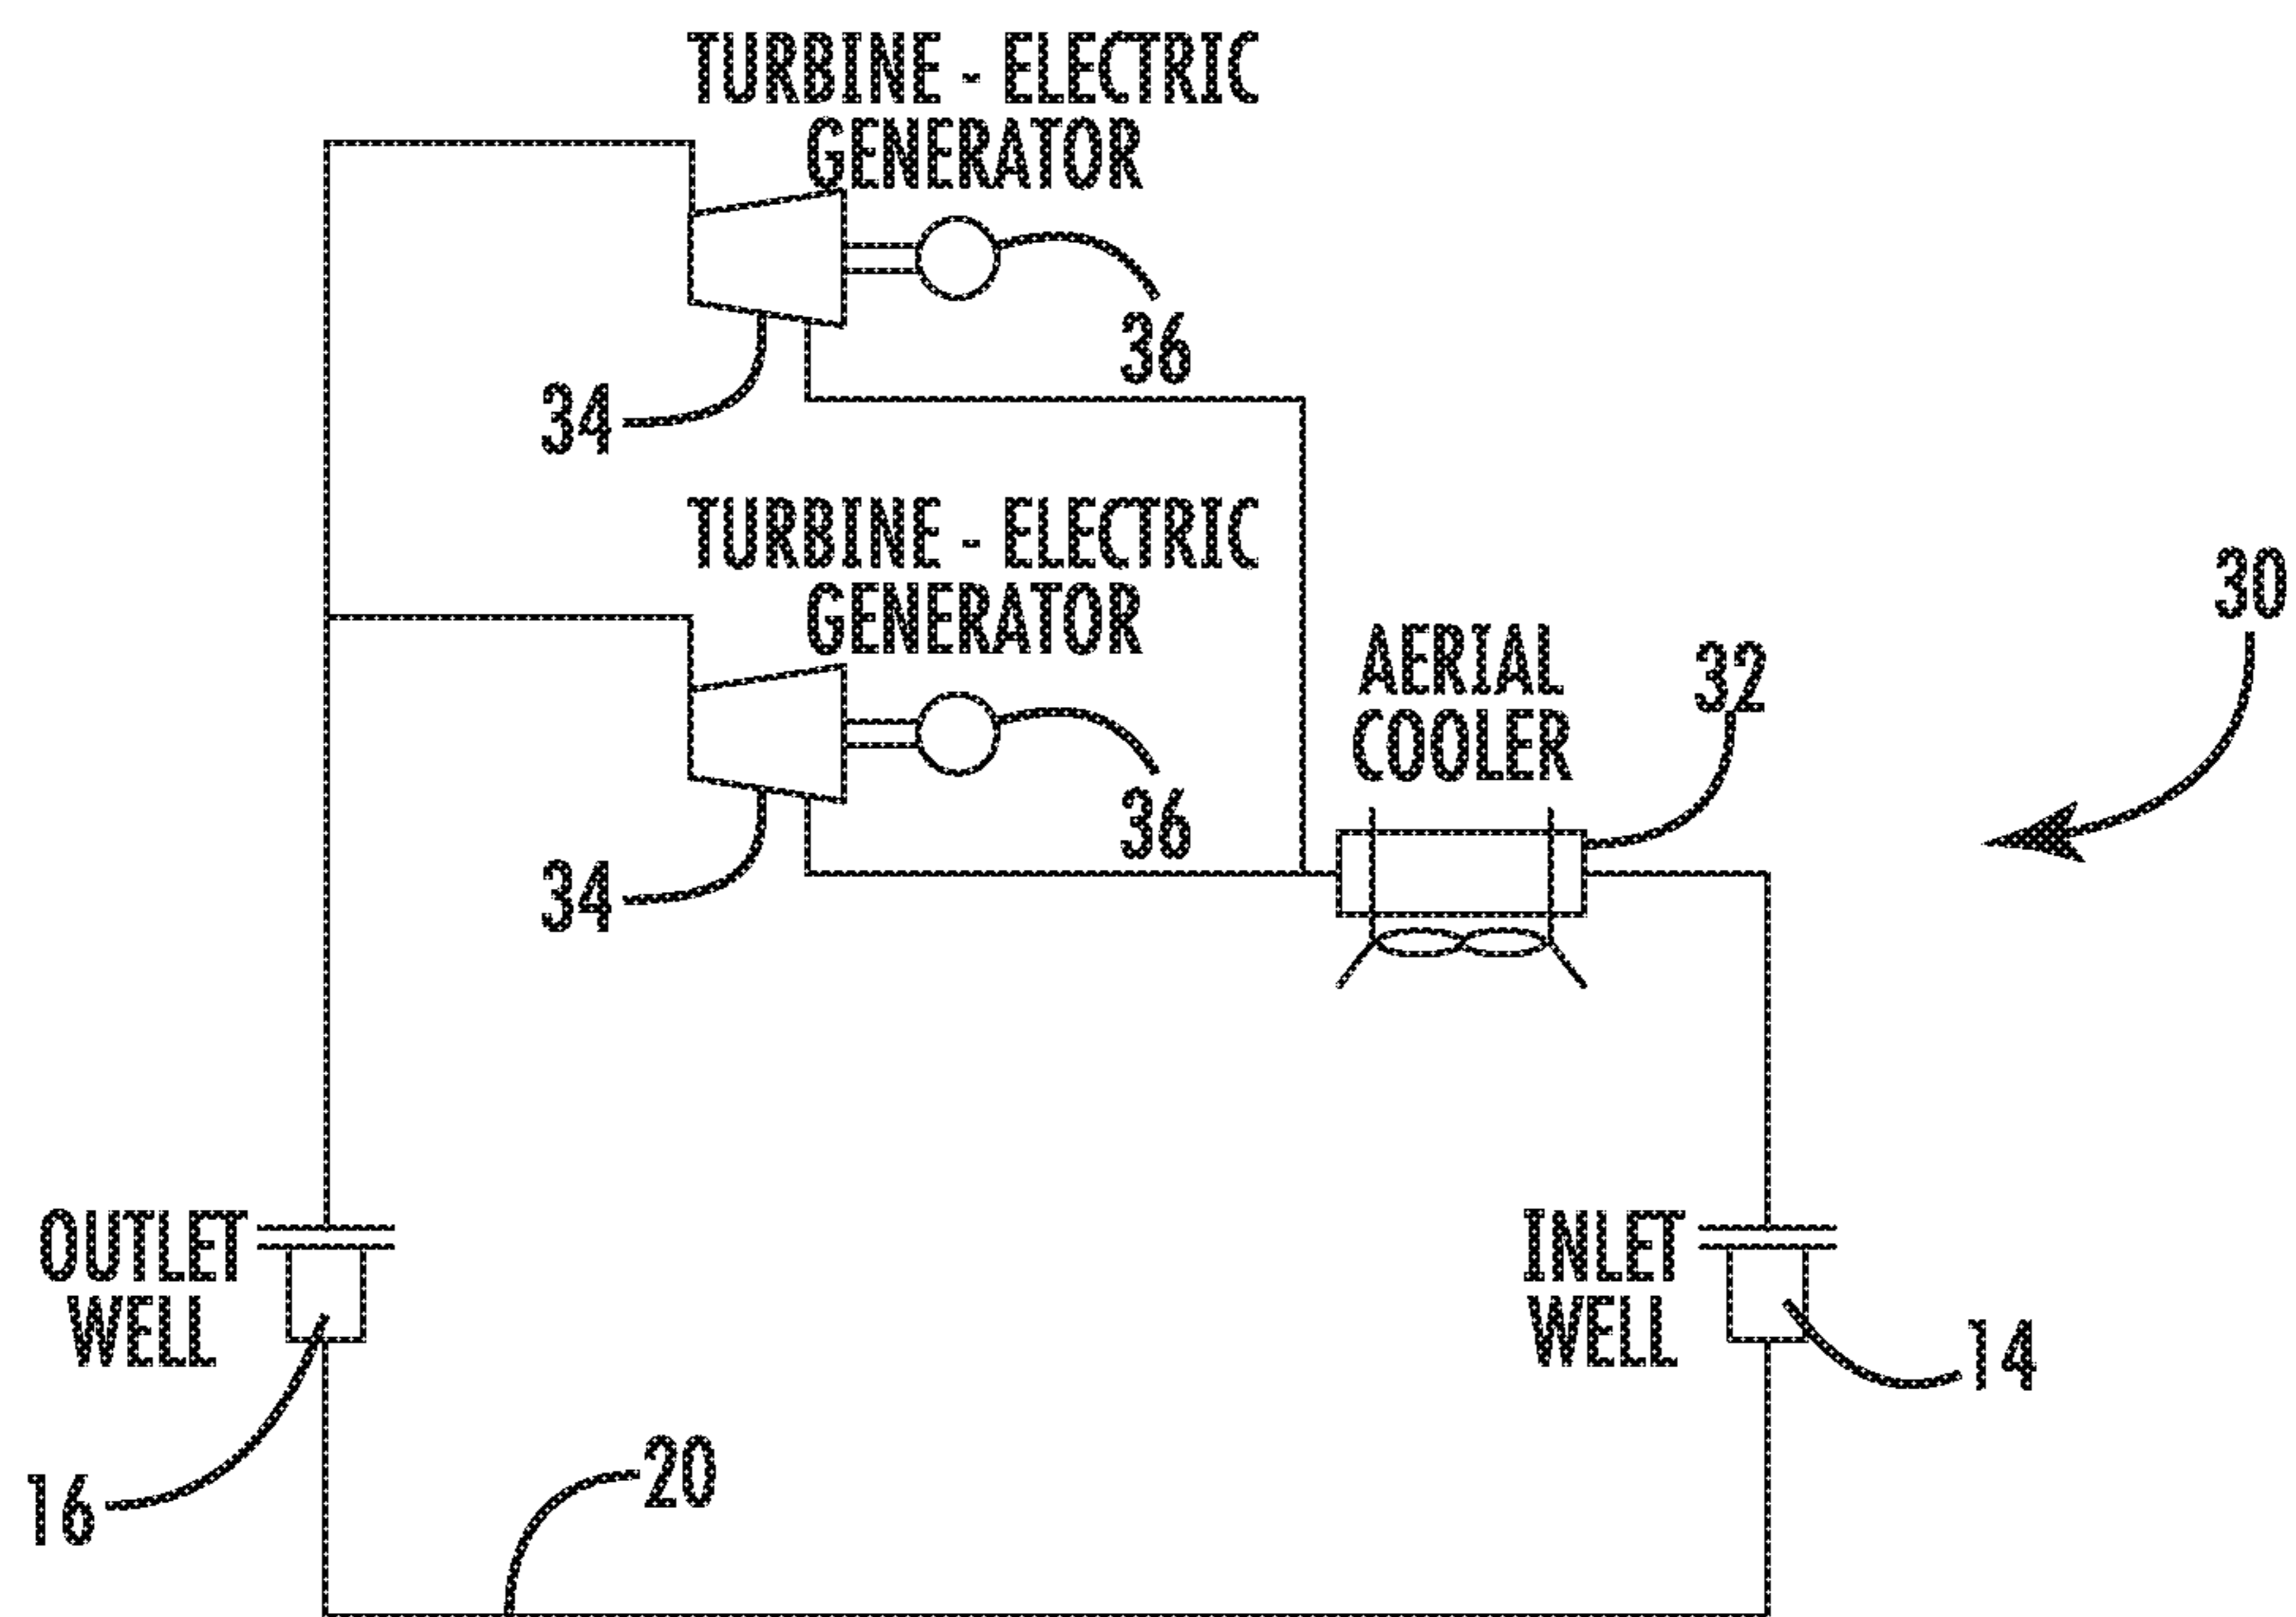 TURBINE - ELECTRIC
GENERATOR
36
34
TURBINE - ELECTRIC
GENERATOR
30
AERIAL
COOLER
32
36
34
OUTLET
WELL
INLET
WELL
14
16
20